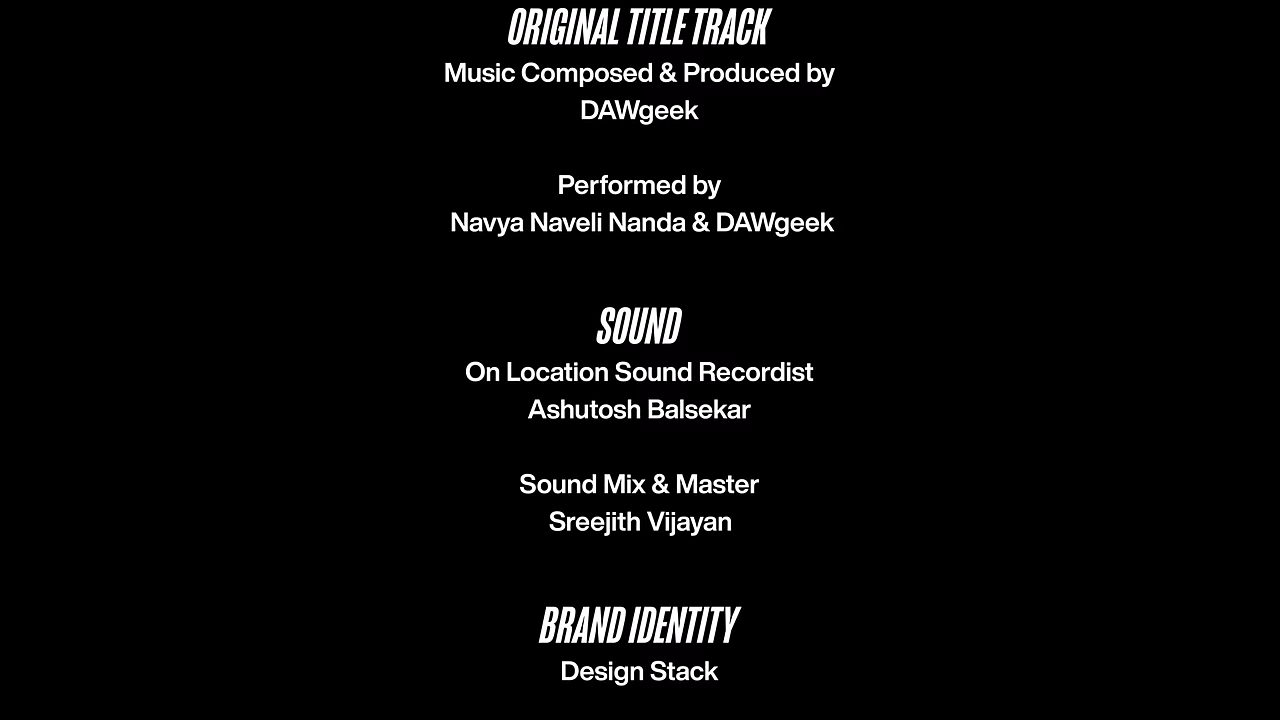 ORIGINAL TITLE TRACK
Music Composed & Produced by
DAWgeek
Performed by
Navya Naveli Nanda & DAWgeek
SOUND
On Location Sound Recordist
Ashutosh Balsekar
Sound Mix & Master
Sreejith Vijayan
BRAND IDENTITY
Design Stack